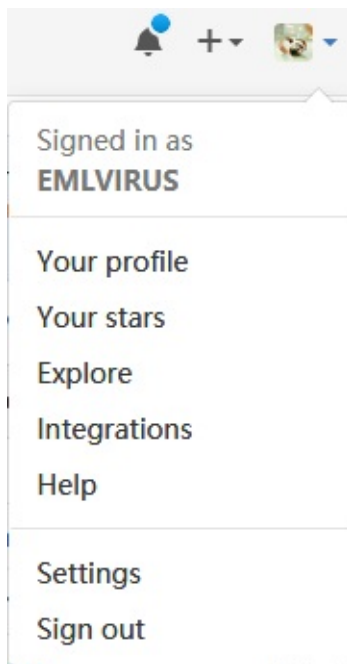 Signed in as
EMLVIRUS
Your profile
Your stars
Explore
Integrations
Help
Settings
Sign out